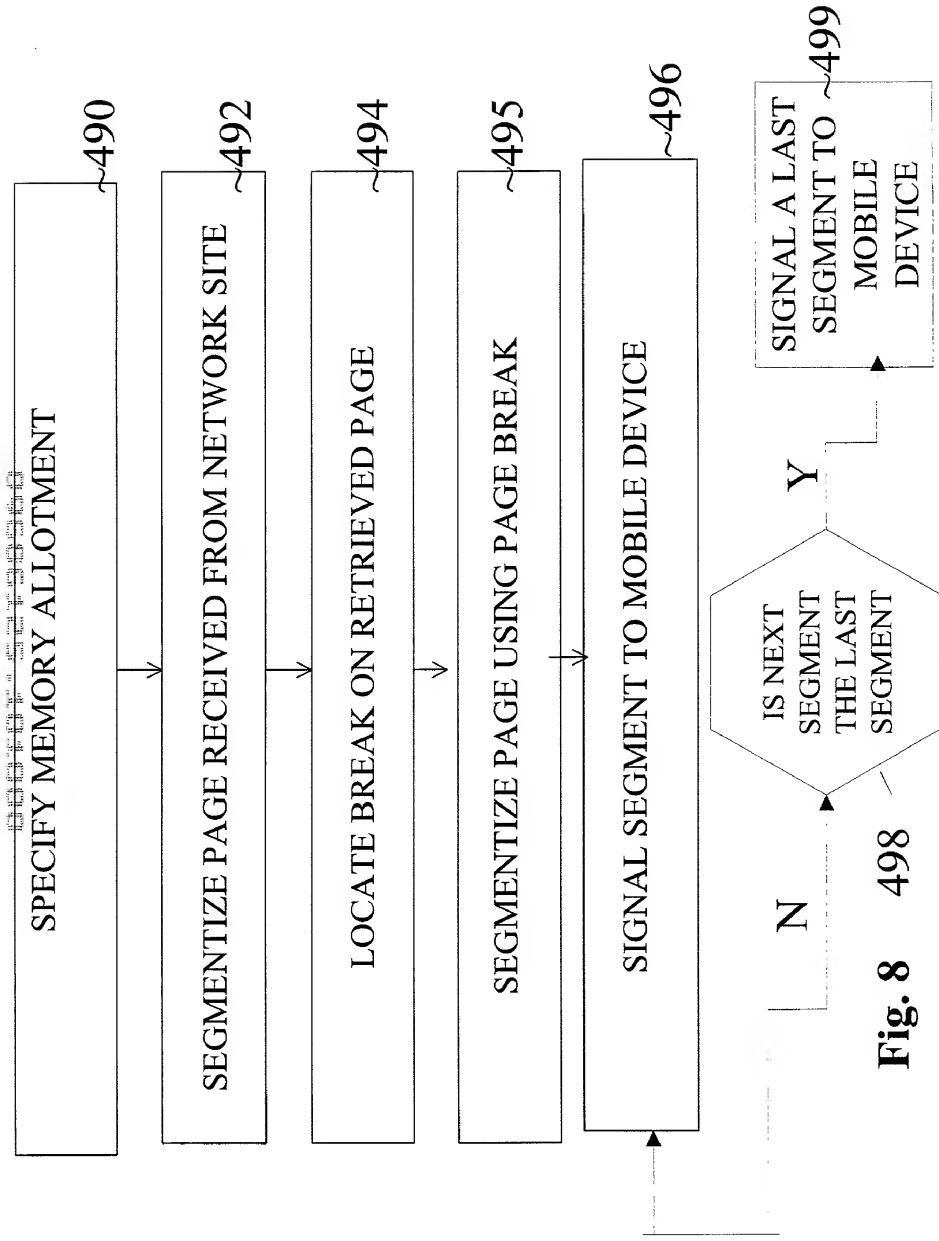 SPECIFY MEMORY ALLOTMENT
490
SEGMENTIZE PAGE RECEIVED FROM NETWORK SITE
492
LOCATE BREAK ON RETRIEVED PAGE
494
SEGMENTIZE PAGE USING PAGE BREAK
495
SIGNAL SEGMENT TO MOBILE DEVICE
496
IS NEXT
SEGMENT
THE LAST
SEGMENT
498
N
Y
SIGNAL A LAST
SEGMENT TO
MOBILE
DEVICE
499
Fig. 8